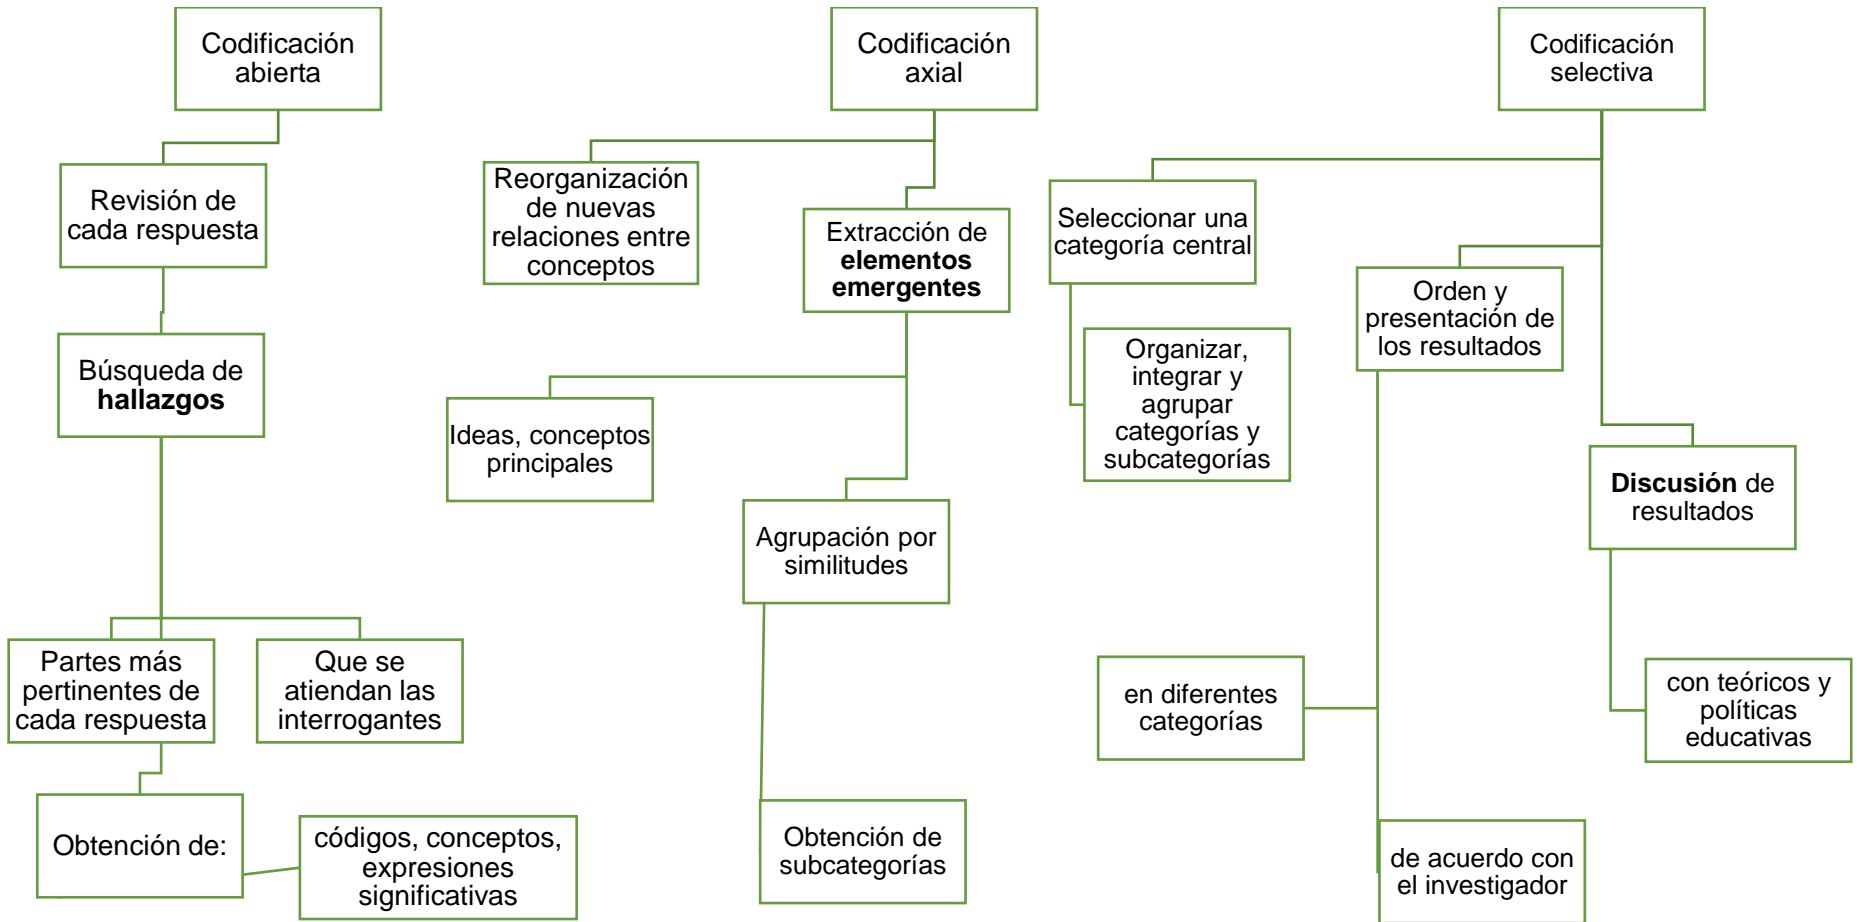 Codificación
abierta
Revisión de
cada respuesta
Búsqueda de
hallazgos
Partes más
pertinentes de
cada respuesta
Que se
atiendan las
interrogantes
Obtención de:
códigos, conceptos,
expresiones
significativas
Codificación
axial
Reorganización
de nuevas
relaciones entre
conceptos
Extracción de
elementos
emergentes
Ideas, conceptos
principales
Agrupación por
similitudes
Obtención de
subcategorías
Codificación
selectiva
Seleccionar una
categoría central
Organizar,
integrar y
agrupar
categorías y
subcategorías
Orden y
presentación de
los resultados
en diferentes
categorías
de acuerdo con
el investigador
Discusión de
resultados
con teóricos y
políticas
educativas